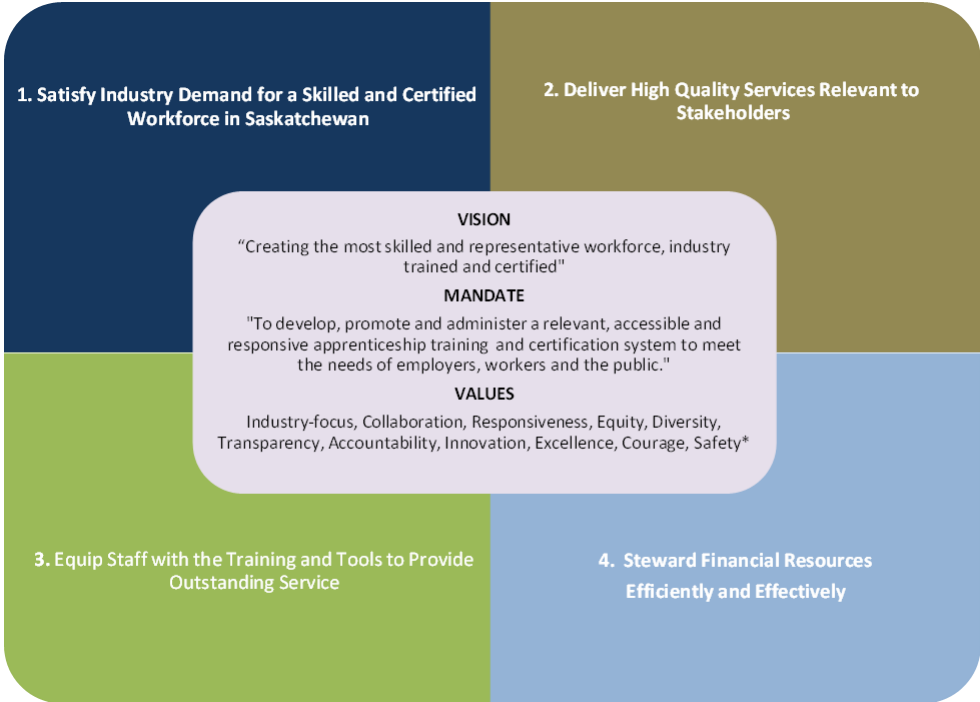 1. Satisfy Industry Demand for a Skilled and Certified
Workforce in Saskatchewan
2. Deliver High Quality Services Relevant to
Stakeholders
VISION
“Creating the most skilled and representative workforce, industry
trained and certified"
MANDATE
"To develop, promote and administer a relevant, accessible and
responsive apprenticeship training and certification system to meet
the needs of employers, workers and the public."
VALUES
Industry-focus, Collaboration, Responsiveness, Equity, Diversity,
Transparency, Accountability, Innovation, Excellence, Courage, Safety*
3. Equip Staff with the Training and Tools to Provide
Outstanding Service
4. Steward Financial Resources
Efficiently and Effectively